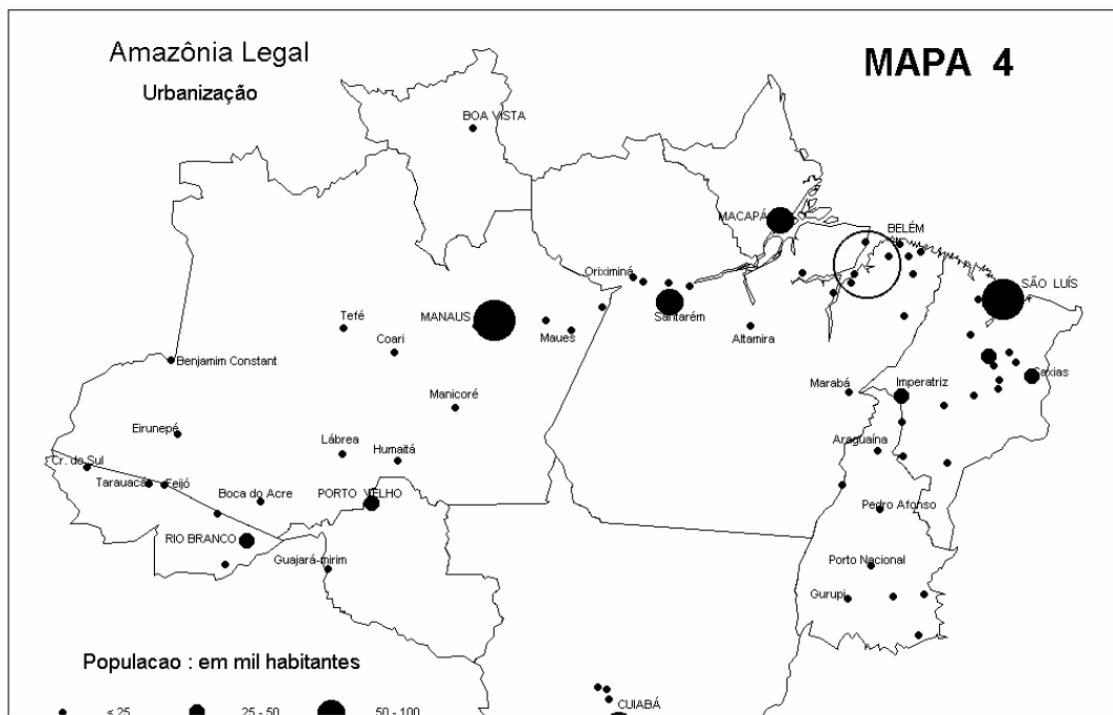 Amazônia Legal
MAPA 4
Urbanização
BOA VISTA
MACAPÁ
BELÉM
Oriximiná
SÃO LUÍS
MANAUS
Santarém
Tefé
Maues
Altamira
Coari
Benjamim Constant
Caxias
Marabá
Imperatriz
Manicoré
Eirunepé
Lábrea
Humaitá
Araguaína
Cr. do Sul
Tarauacá
Feijó
Boca do Acre
PORTO VELHO
Pedro Afonso
RIO BRANCO
Guajará-mirim
Porto Nacional
Gurupi
Populacao : em mil habitantes
CUIABÁ
< 25
25 - 50
50 - 100